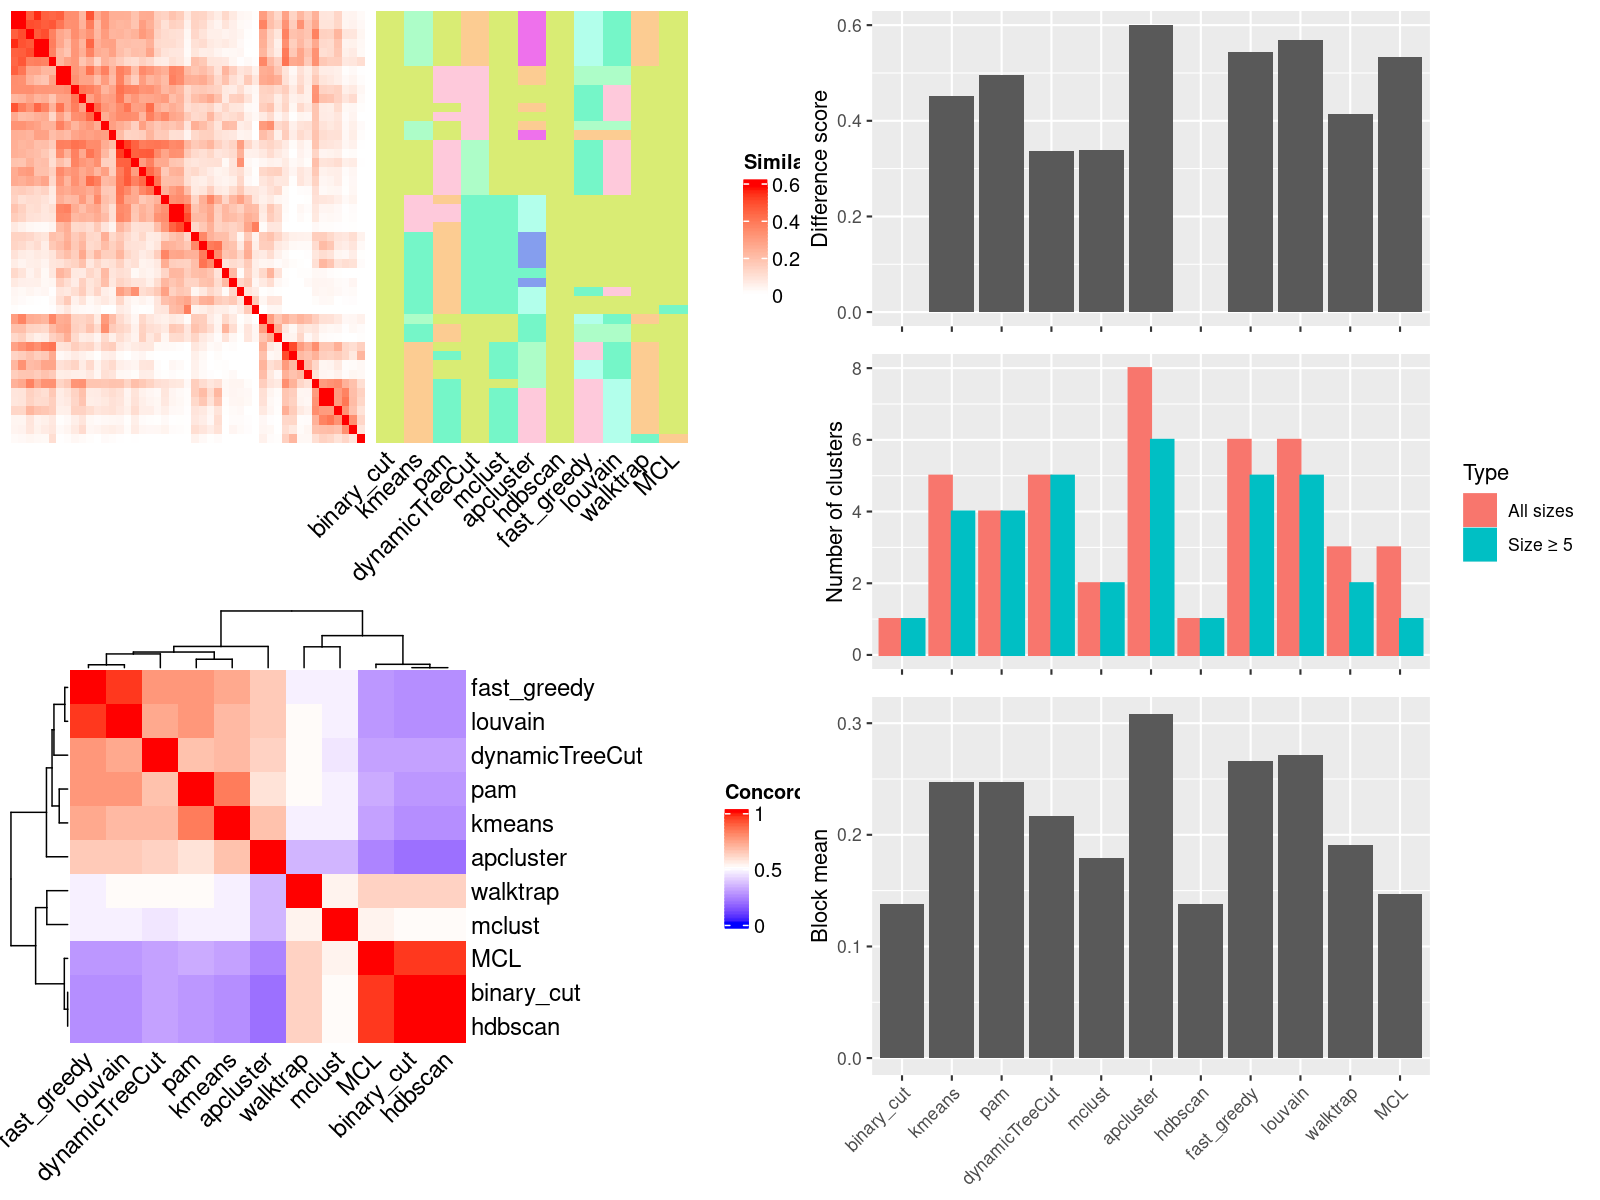 Simila
0.6
0.4
0.2
0
binary_cut
kmeans
pam
dynamicTreeCut
mclust
apcluster
hdbscan
fast_greedy
louvain
walktrap
MCL
fast_greedy
louvain
dynamicTreeCut
pam
kmeans
apcluster
walktrap
mclust
MCL
binary_cut
hdbscan
Concord
1
0.5
0
fast_greedy
louvain
dynamicTreeCut
pam
kmeans
apcluster
walktrap
mclust
MCL
binary_cut
hdbscan
Difference score
0.6
0.4
0.2
0.0
Number of clusters
8
6
4
2
0
Type
All sizes
Size ≥ 5
Block mean
0.3
0.2
0.1
0.0
binary_cut
kmeans
pam
dynamicTreeCut
mclust
apcluster
hdbscan
fast_greedy
louvain
walktrap
MCL